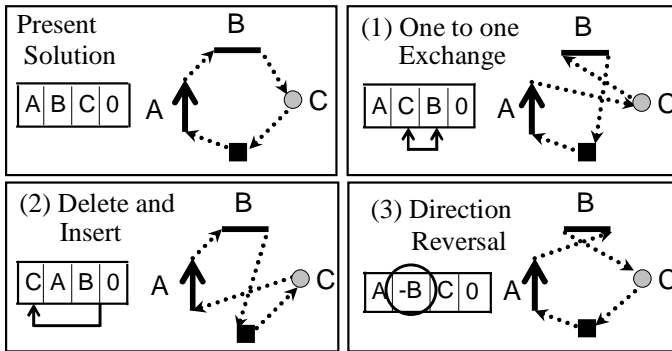 Present
Solution
A B C 0
A
B
C
(1) One to one
Exchange
A C B 0
A
B
C
(2) Delete and
Insert
C A B 0
A
B
C
(3) Direction
Reversal
A -B C 0
A
B
C